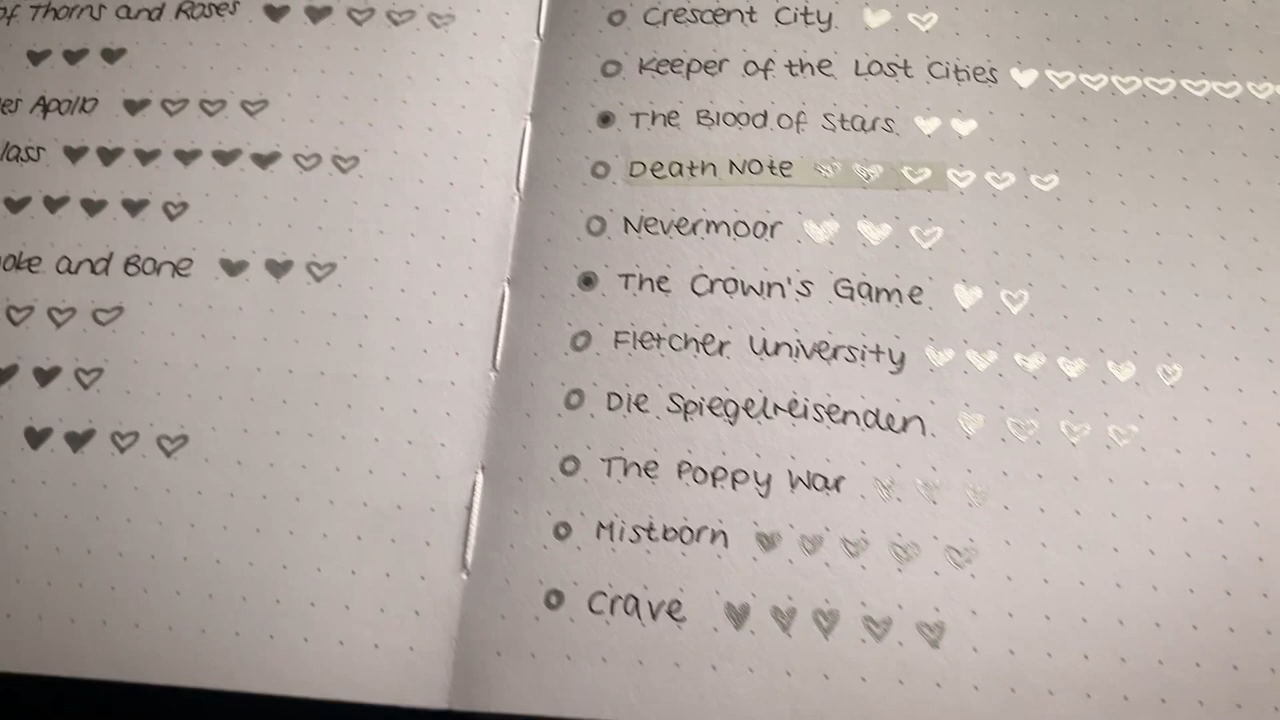 of Thorns and Roses
es Apollo
lass
oke and Bone
Crescent City
Keeper of the Lost Cities
The Blood of Stars
Death Note
Nevermoor
The Crown's Game
Fletcher University
Die Spiegelreisenden
The Poppy War
Mistborn
Crave